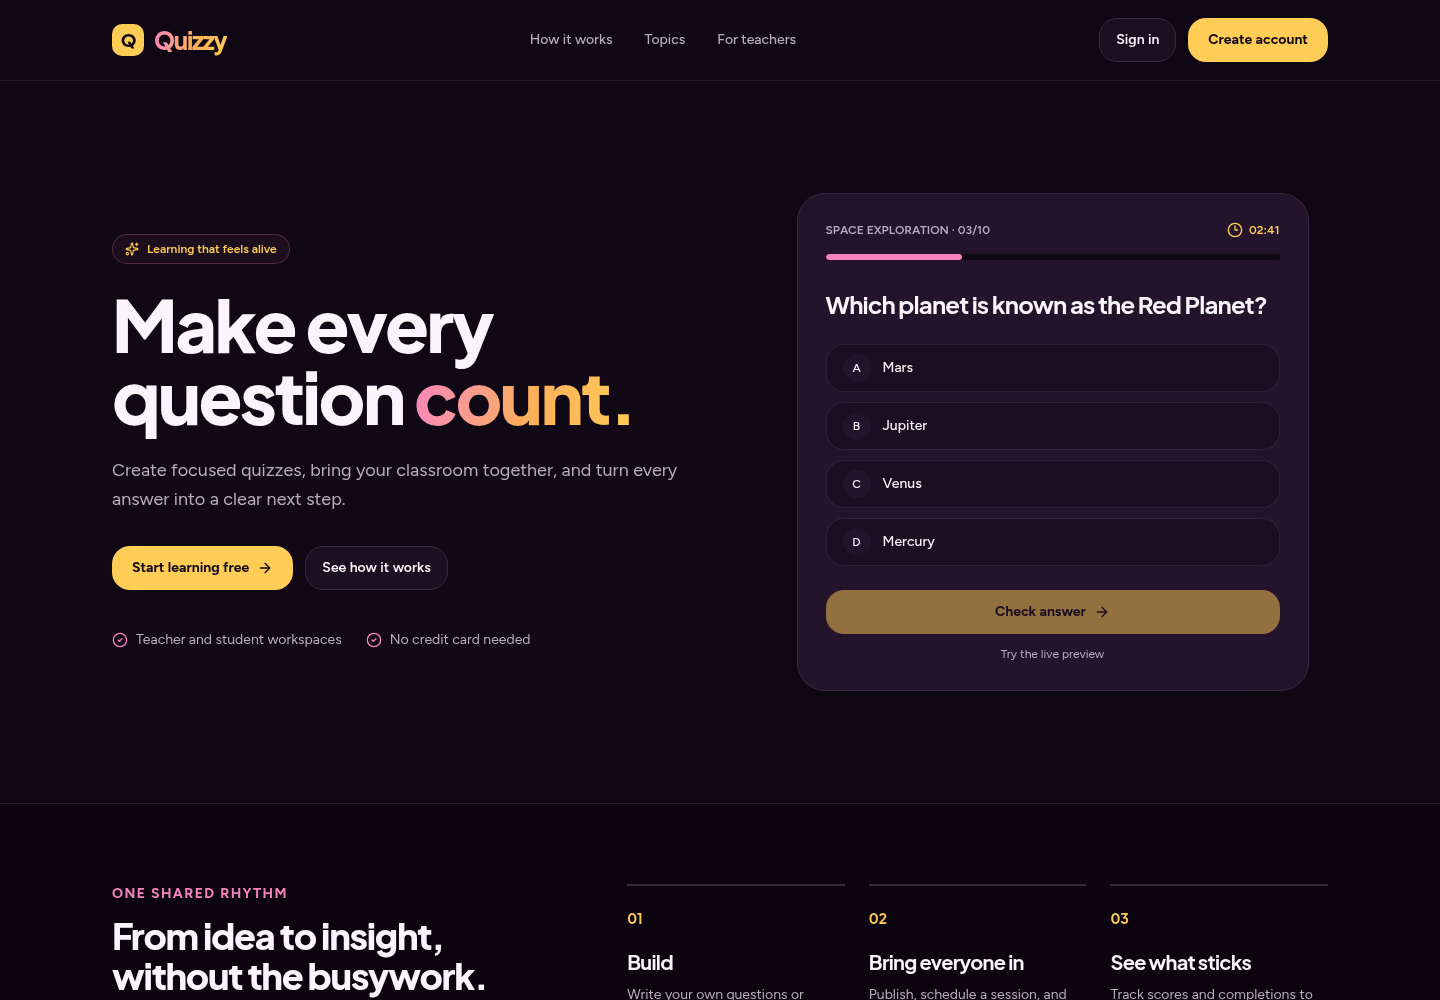 Q Quizzy
How it works Topics For teachers
Sign in Create account
Learning that feels alive
Make every
question count.
Create focused quizzes, bring your classroom together, and turn every
answer into a clear next step.
Start learning free See how it works
Teacher and student workspaces No credit card needed
SPACE EXPLORATION · 03/10 02:41
Which planet is known as the Red Planet?
A Mars
B Jupiter
C Venus
D Mercury
Check answer
Try the live preview
ONE SHARED RHYTHM
From idea to insight,
without the busywork.
01
Build
Write your own questions or
02
Bring everyone in
Publish, schedule a session, and
03
See what sticks
Track scores and completions to